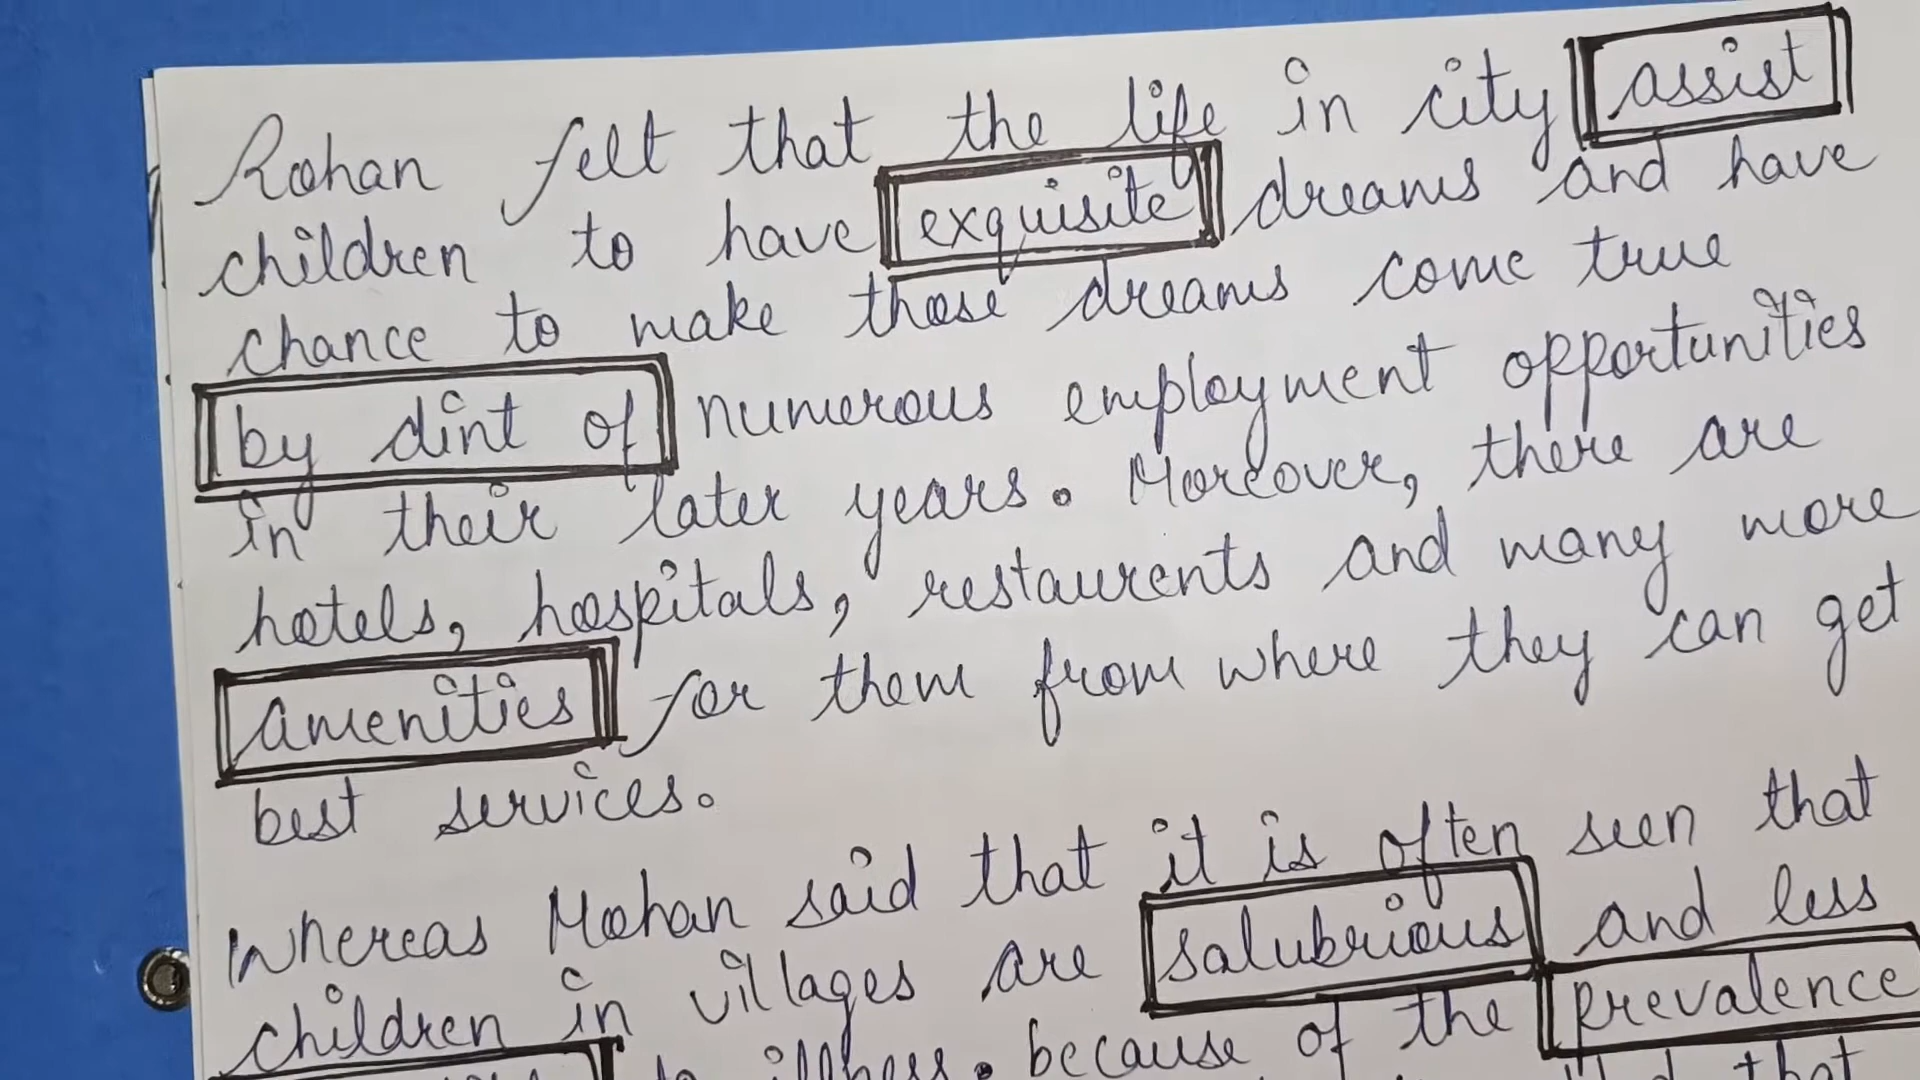 Rohan felt that the life in city assist
children to have exquisite dreams and have
chance to make those dreams come true
by dint of numerous employment opportunities
in their later years. Moreover, there are
hotels, hospitals, restaurents and many more
amenities for them from where they can get
best services.
Whereas Mohan said that it is often seen that
children in villages are salubrious and less
to illness. because of the prevalence
that